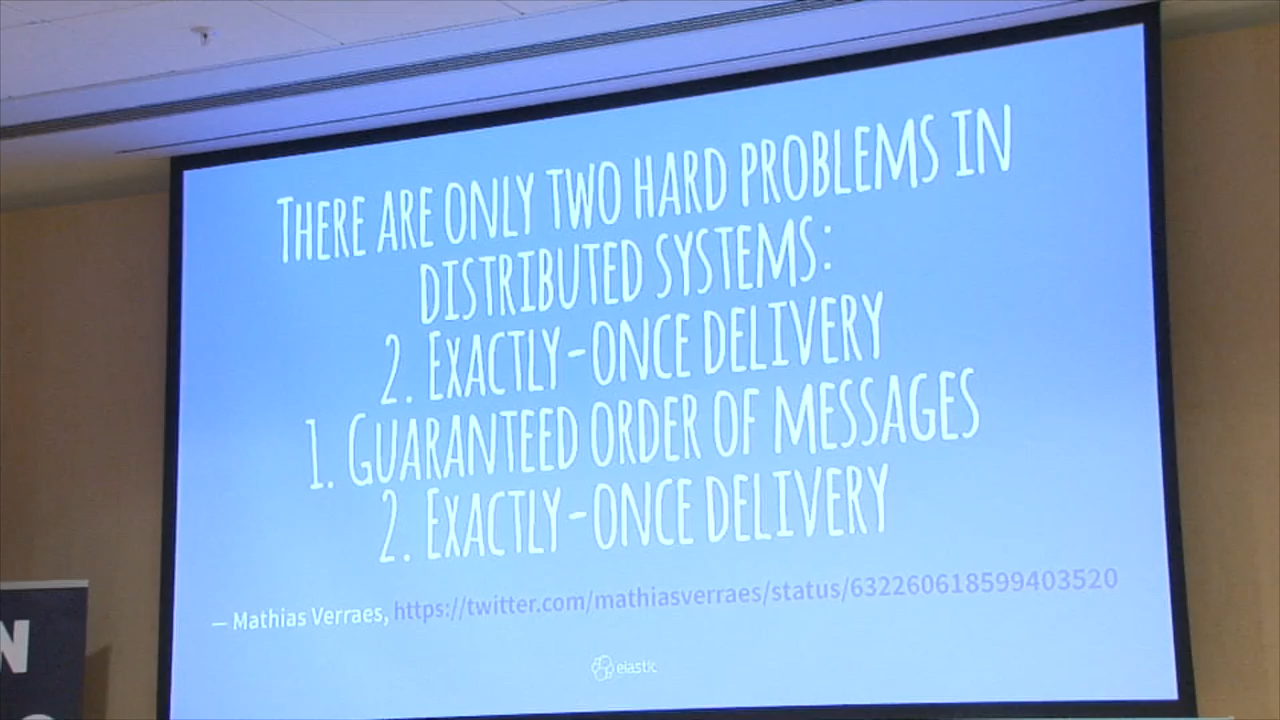 THERE ARE ONLY TWO HARD PROBLEMS IN
DISTRIBUTED SYSTEMS:
2. EXACTLY-ONCE DELIVERY
1. GUARANTEED ORDER OF MESSAGES
2. EXACTLY-ONCE DELIVERY
— Mathias Verraes, https://twitter.com/mathiasverraes/status/632260618599403520
elastic
N